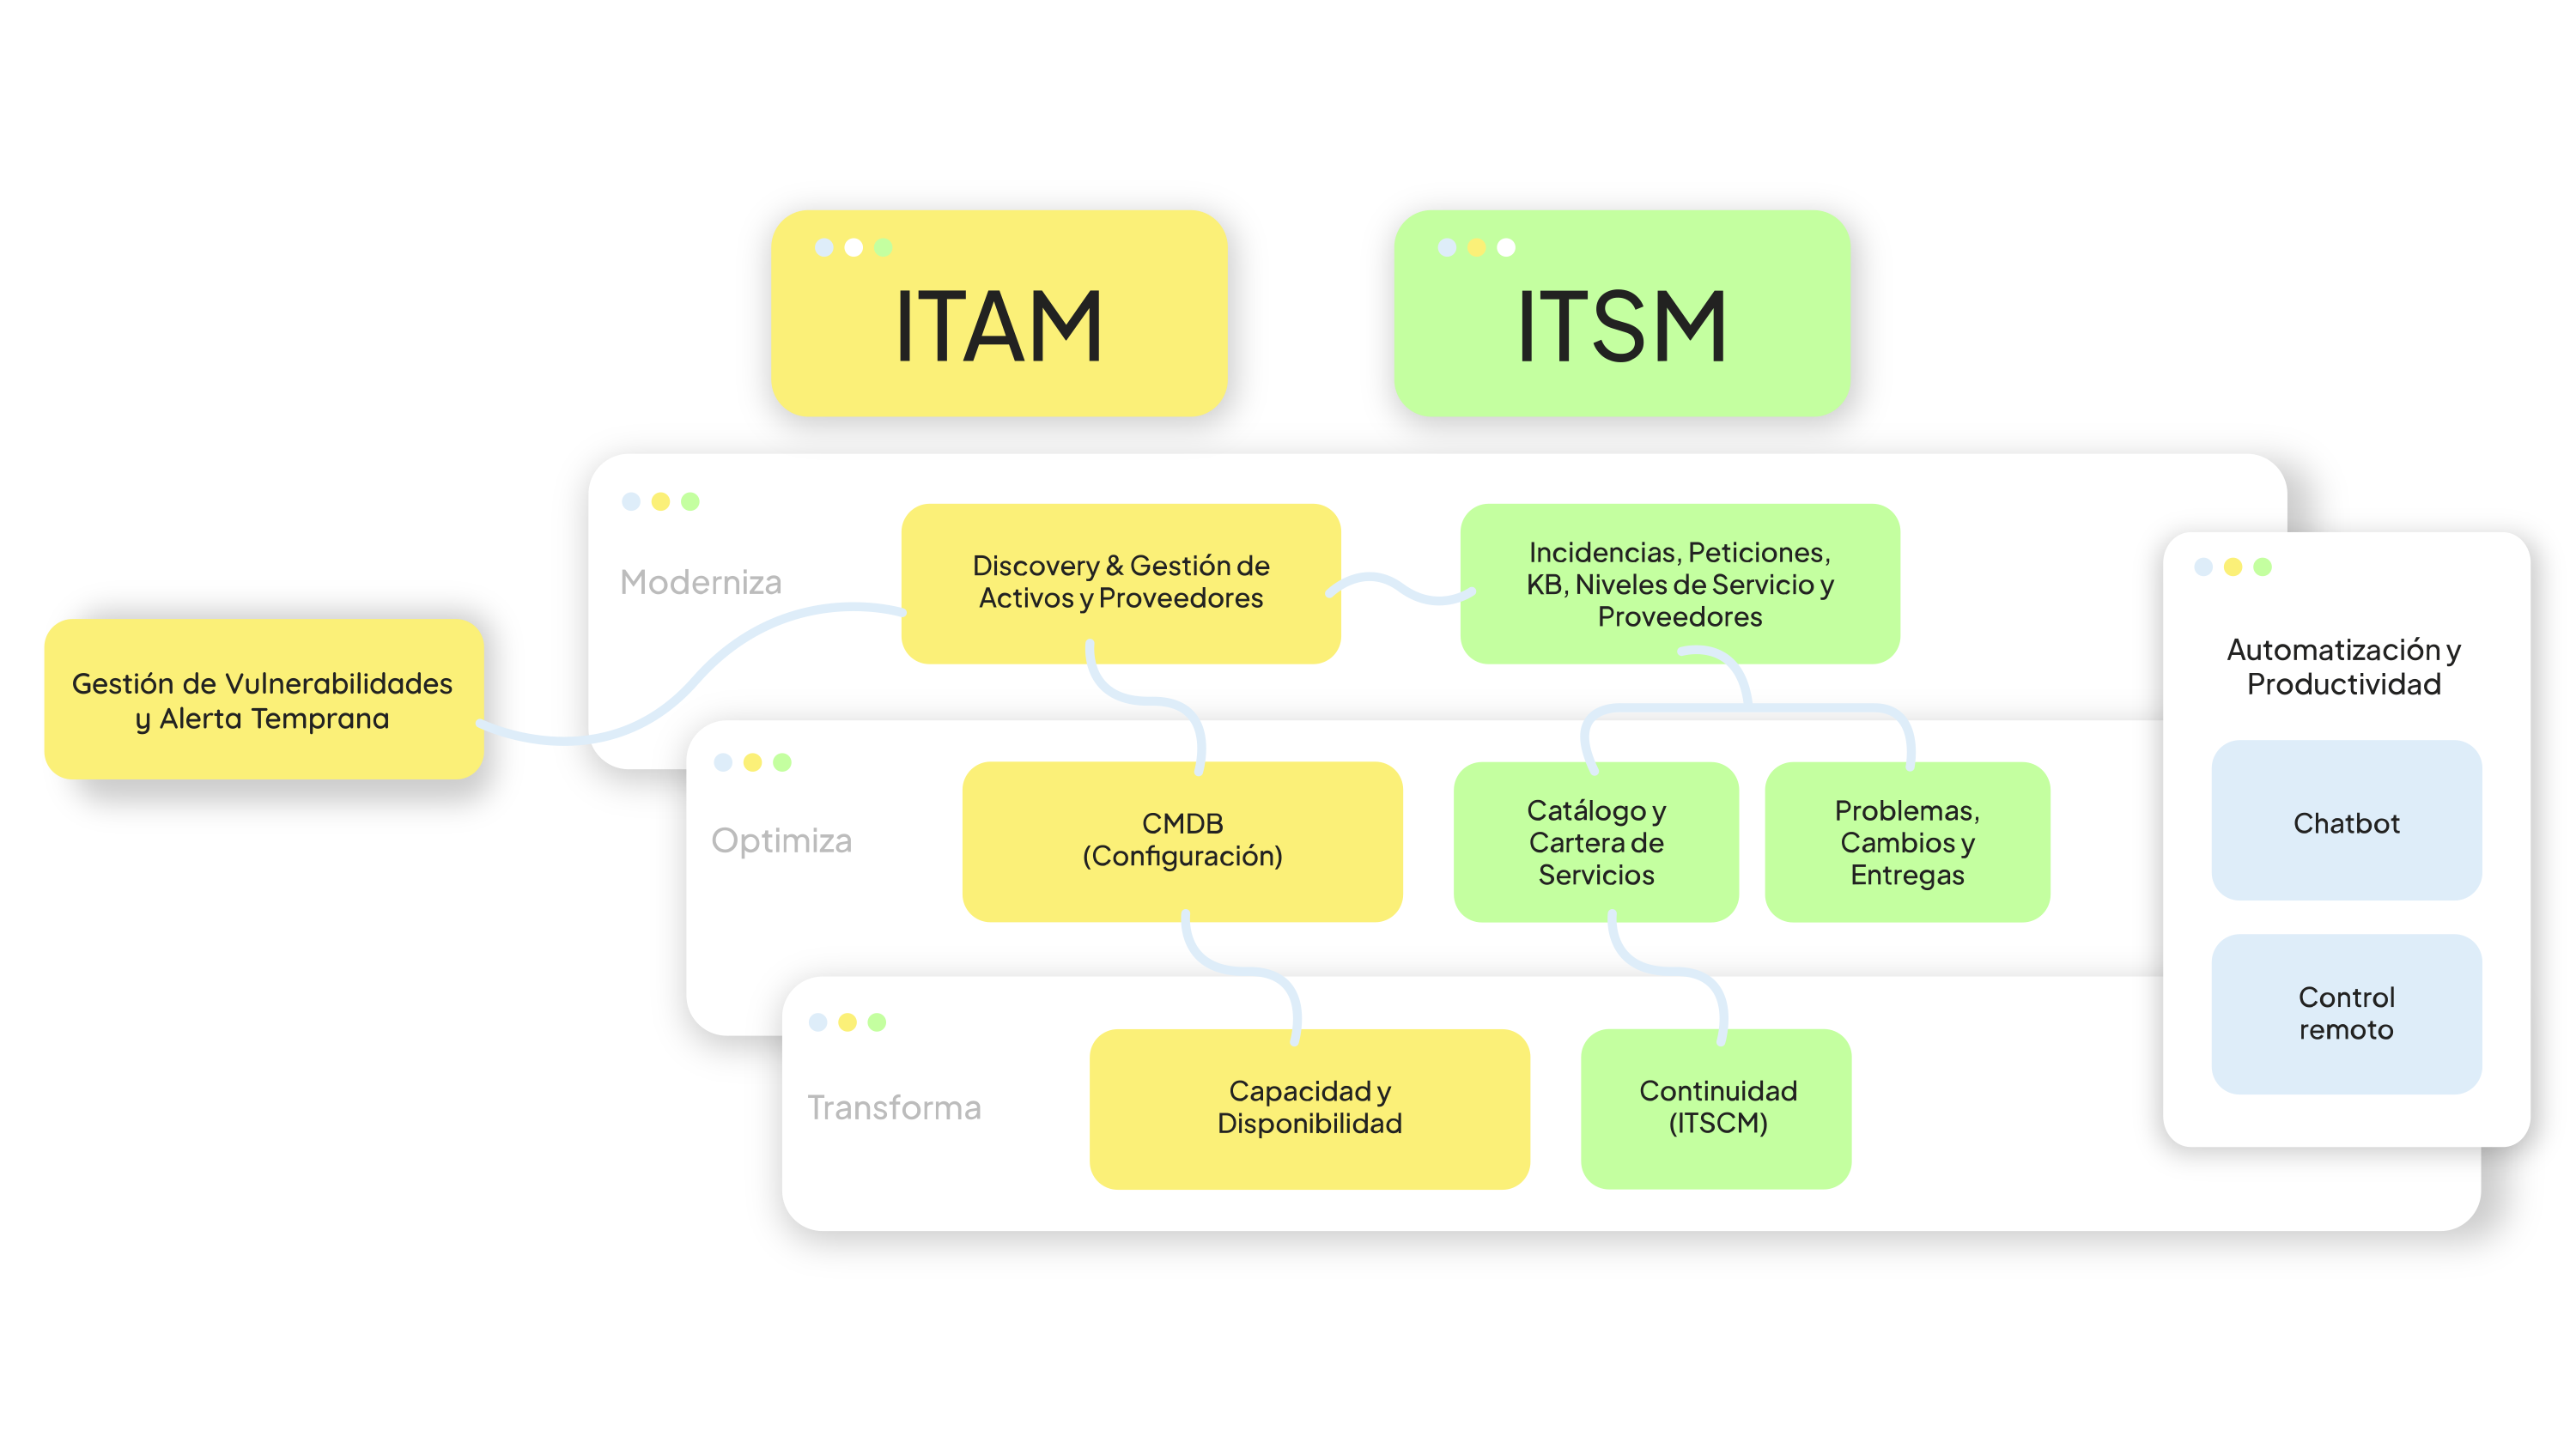 ITAM
ITSM
Moderniza
Discovery & Gestión de
Activos y Proveedores
Incidencias, Peticiones,
KB, Niveles de Servicio y
Proveedores
Gestión de Vulnerabilidades
y Alerta Temprana
Optimiza
CMDB
(Configuración)
Catálogo y
Cartera de
Servicios
Problemas,
Cambios y
Entregas
Transforma
Capacidad y
Disponibilidad
Continuidad
(ITSCM)
Automatización y
Productividad
Chatbot
Control
remoto